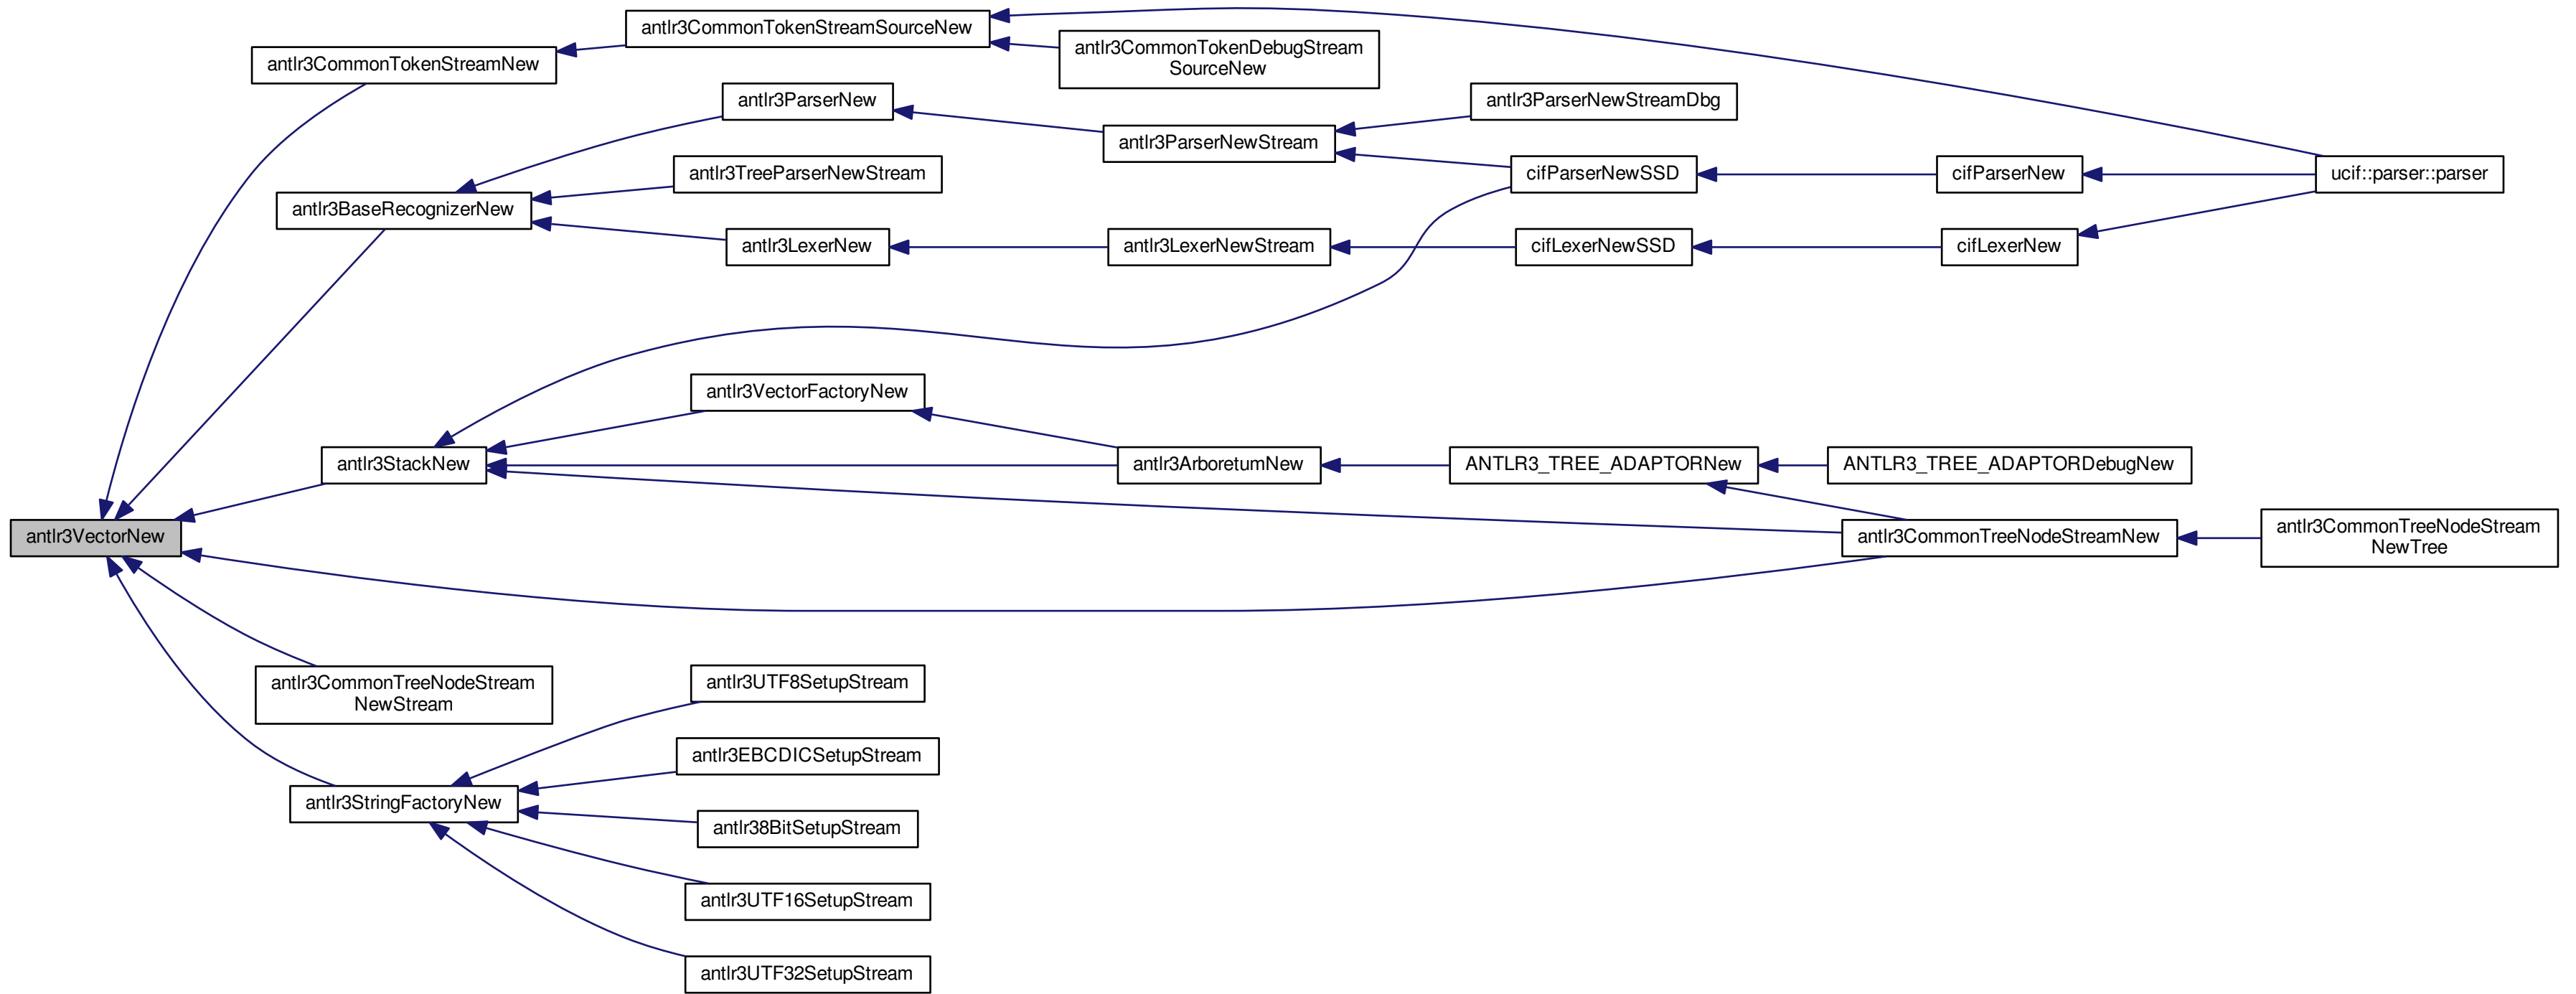 antlr3CommonTokenStreamSourceNew
antlr3CommonTokenDebugStream
SourceNew
antlr3CommonTokenStreamNew
antlr3ParserNew
antlr3ParserNewStreamDbg
antlr3ParserNewStream
antlr3TreeParserNewStream
cifParserNewSSD
cifParserNew
ucif::parser::parser
antlr3BaseRecognizerNew
antlr3LexerNew
antlr3LexerNewStream
cifLexerNewSSD
cifLexerNew
antlr3VectorFactoryNew
antlr3StackNew
antlr3ArboretumNew
ANTLR3_TREE_ADAPTORNew
ANTLR3_TREE_ADAPTORDebugNew
antlr3VectorNew
antlr3CommonTreeNodeStreamNew
antlr3CommonTreeNodeStream
NewTree
antlr3CommonTreeNodeStream
NewStream
antlr3UTF8SetupStream
antlr3EBCDICSetupStream
antlr3StringFactoryNew
antlr38BitSetupStream
antlr3UTF16SetupStream
antlr3UTF32SetupStream